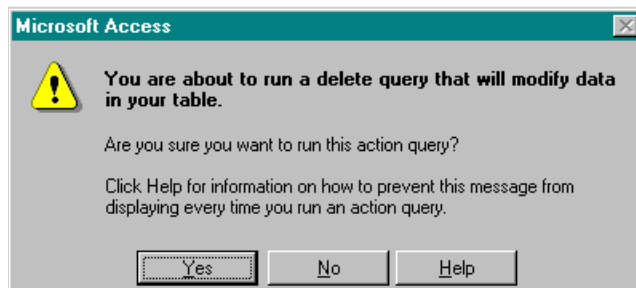 Microsoft Access
You are about to run a delete query that will modify data
in your table.
Are you sure you want to run this action query?
Click Help for information on how to prevent this message from
displaying every time you run an action query.
Yes No Help